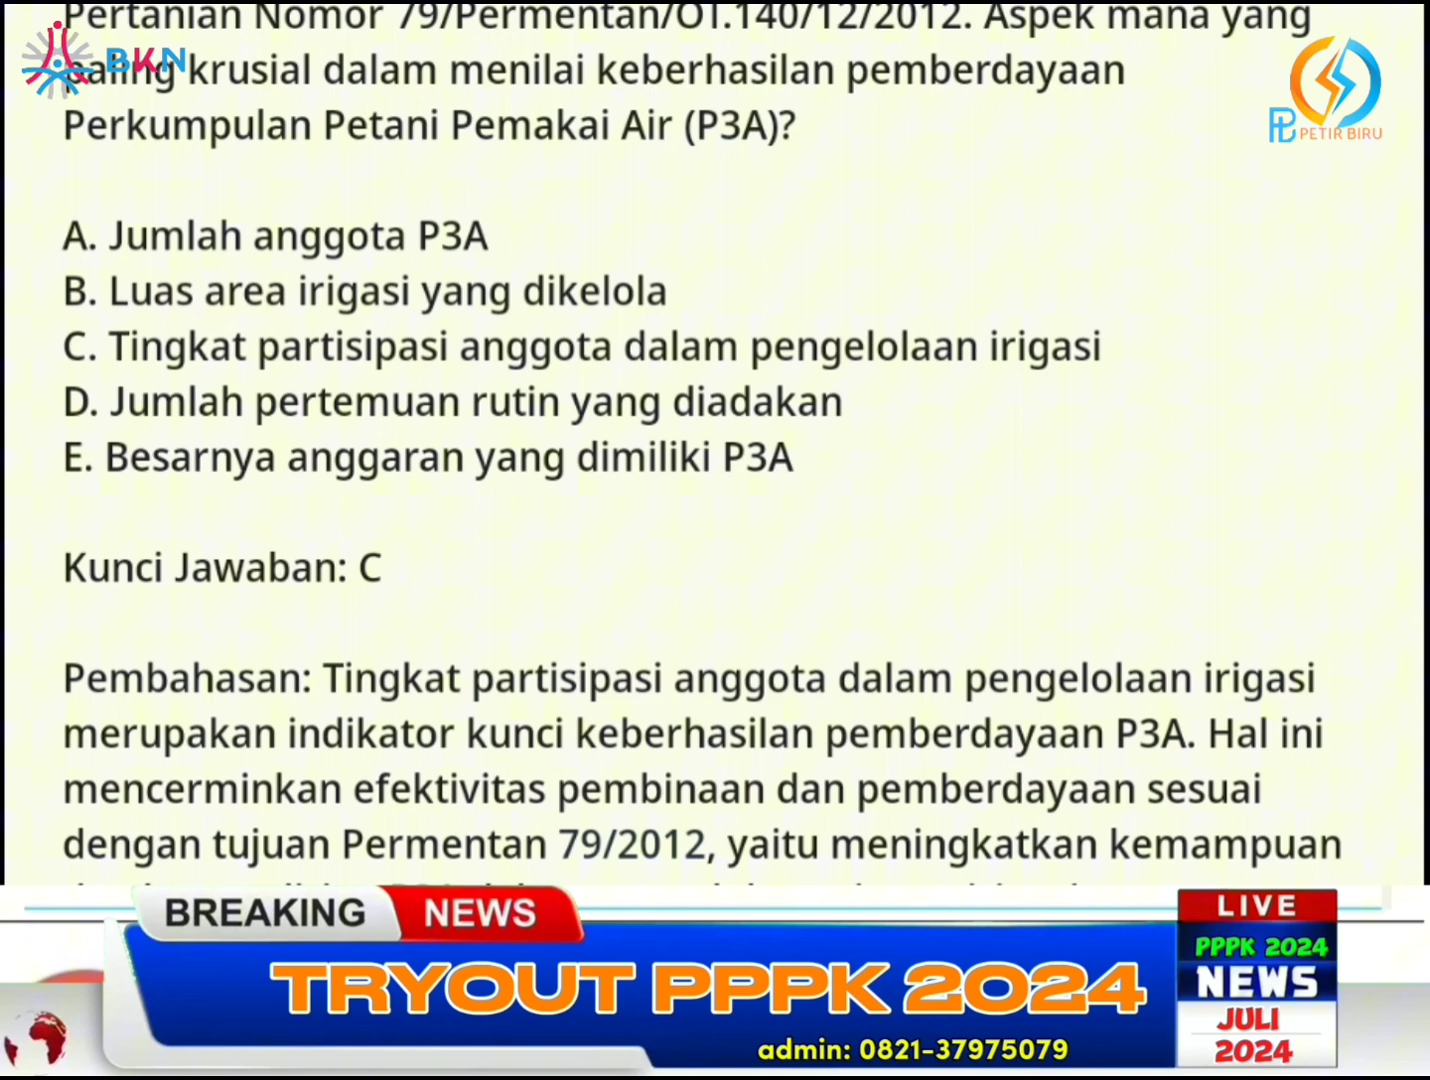 Pertanian Nomor 79/Permentan/OT.140/12/2012. Aspek mana yang
BKN
paling krusial dalam menilai keberhasilan pemberdayaan
Perkumpulan Petani Pemakai Air (P3A)?
PB PETIR BIRU
A. Jumlah anggota P3A
B. Luas area irigasi yang dikelola
C. Tingkat partisipasi anggota dalam pengelolaan irigasi
D. Jumlah pertemuan rutin yang diadakan
E. Besarnya anggaran yang dimiliki P3A
Kunci Jawaban: C
Pembahasan: Tingkat partisipasi anggota dalam pengelolaan irigasi
merupakan indikator kunci keberhasilan pemberdayaan P3A. Hal ini
mencerminkan efektivitas pembinaan dan pemberdayaan sesuai
dengan tujuan Permentan 79/2012, yaitu meningkatkan kemampuan
BREAKING NEWS
TRYOUT PPPK 2024
admin: 0821-37975079
LIVE
PPPK 2024
NEWS
JULI
2024